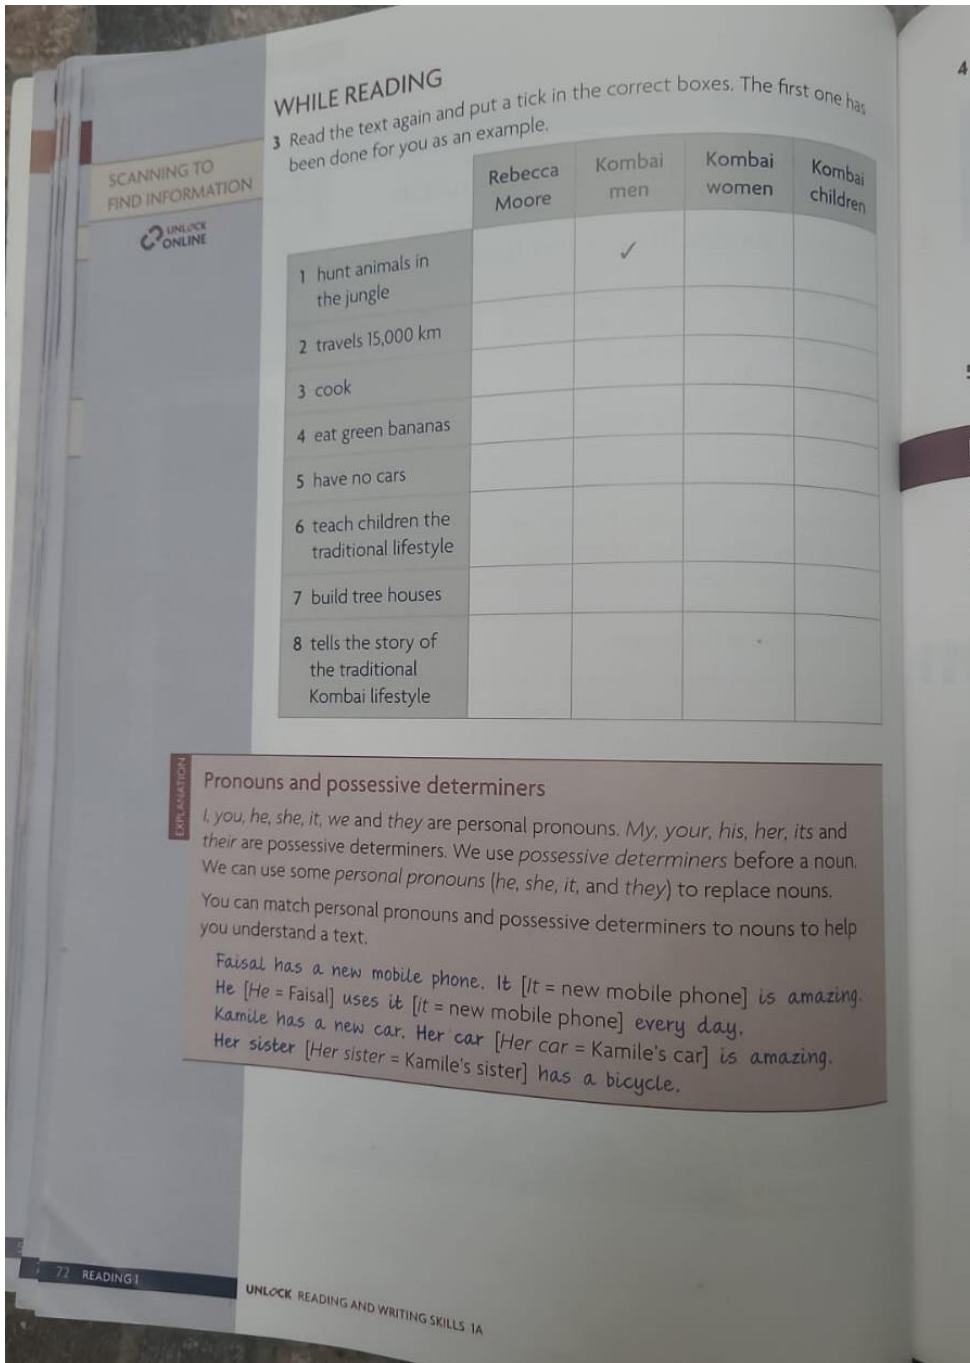 WHILE READING
3 Read the text again and put a tick in the correct boxes. The first one has
been done for you as an example.
SCANNING TO
FIND INFORMATION
UNLOCK
ONLINE
Rebecca
Moore
Kombai
men
Kombai
women
Kombai
children
1 hunt animals in
the jungle
✓
2 travels 15,000 km
3 cook
4 eat green bananas
5 have no cars
6 teach children the
traditional lifestyle
7 build tree houses
8 tells the story of
the traditional
Kombai lifestyle
EXPLANATION
Pronouns and possessive determiners
I, you, he, she, it, we and they are personal pronouns. My, your, his, her, its and
their are possessive determiners. We use possessive determiners before a noun.
We can use some personal pronouns (he, she, it, and they) to replace nouns.
You can match personal pronouns and possessive determiners to nouns to help
you understand a text.
Faisal has a new mobile phone. It [It = new mobile phone] is amazing.
He [He = Faisal] uses it [it = new mobile phone] every day.
Kamile has a new car. Her car [Her car = Kamile's car] is amazing.
Her sister [Her sister = Kamile's sister] has a bicycle.
72 READING 1
UNLOCK READING AND WRITING SKILLS 1A
4